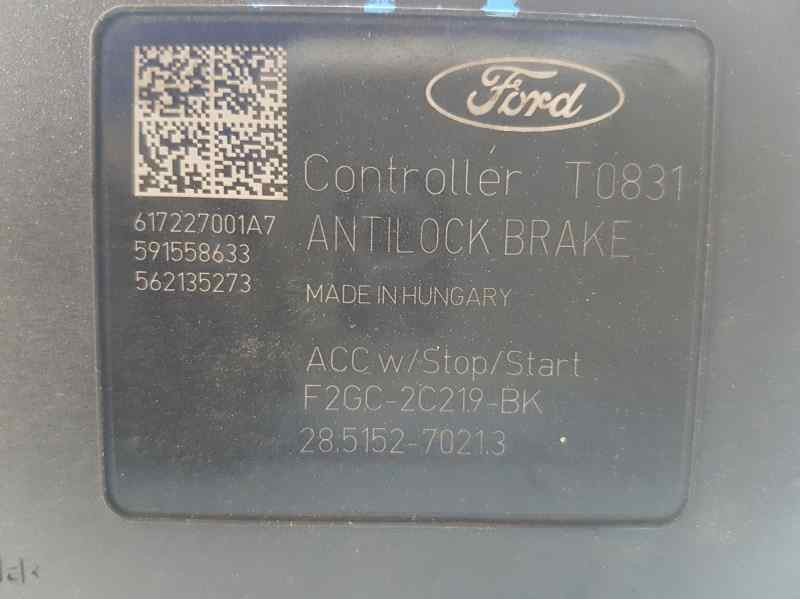 Ford
Controller T0831
ANTILOCK BRAKE
617227001A7
591558633
562135273
MADE IN HUNGARY
ACC w/Stop/Start
F2GC-2C219-BK
28.5152-7021.3